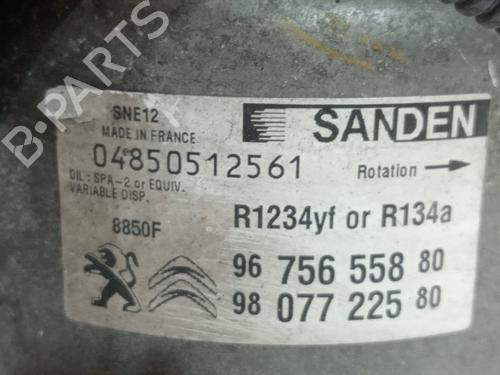 B-PARTS
SNE12
MADE IN FRANCE
04850512561
OIL: SPA-2 or EQUIV.
VARIABLE DISP.
8850F
SANDEN
Rotation
R1234yf or R134a
96 756 558 80
98 077 225 80